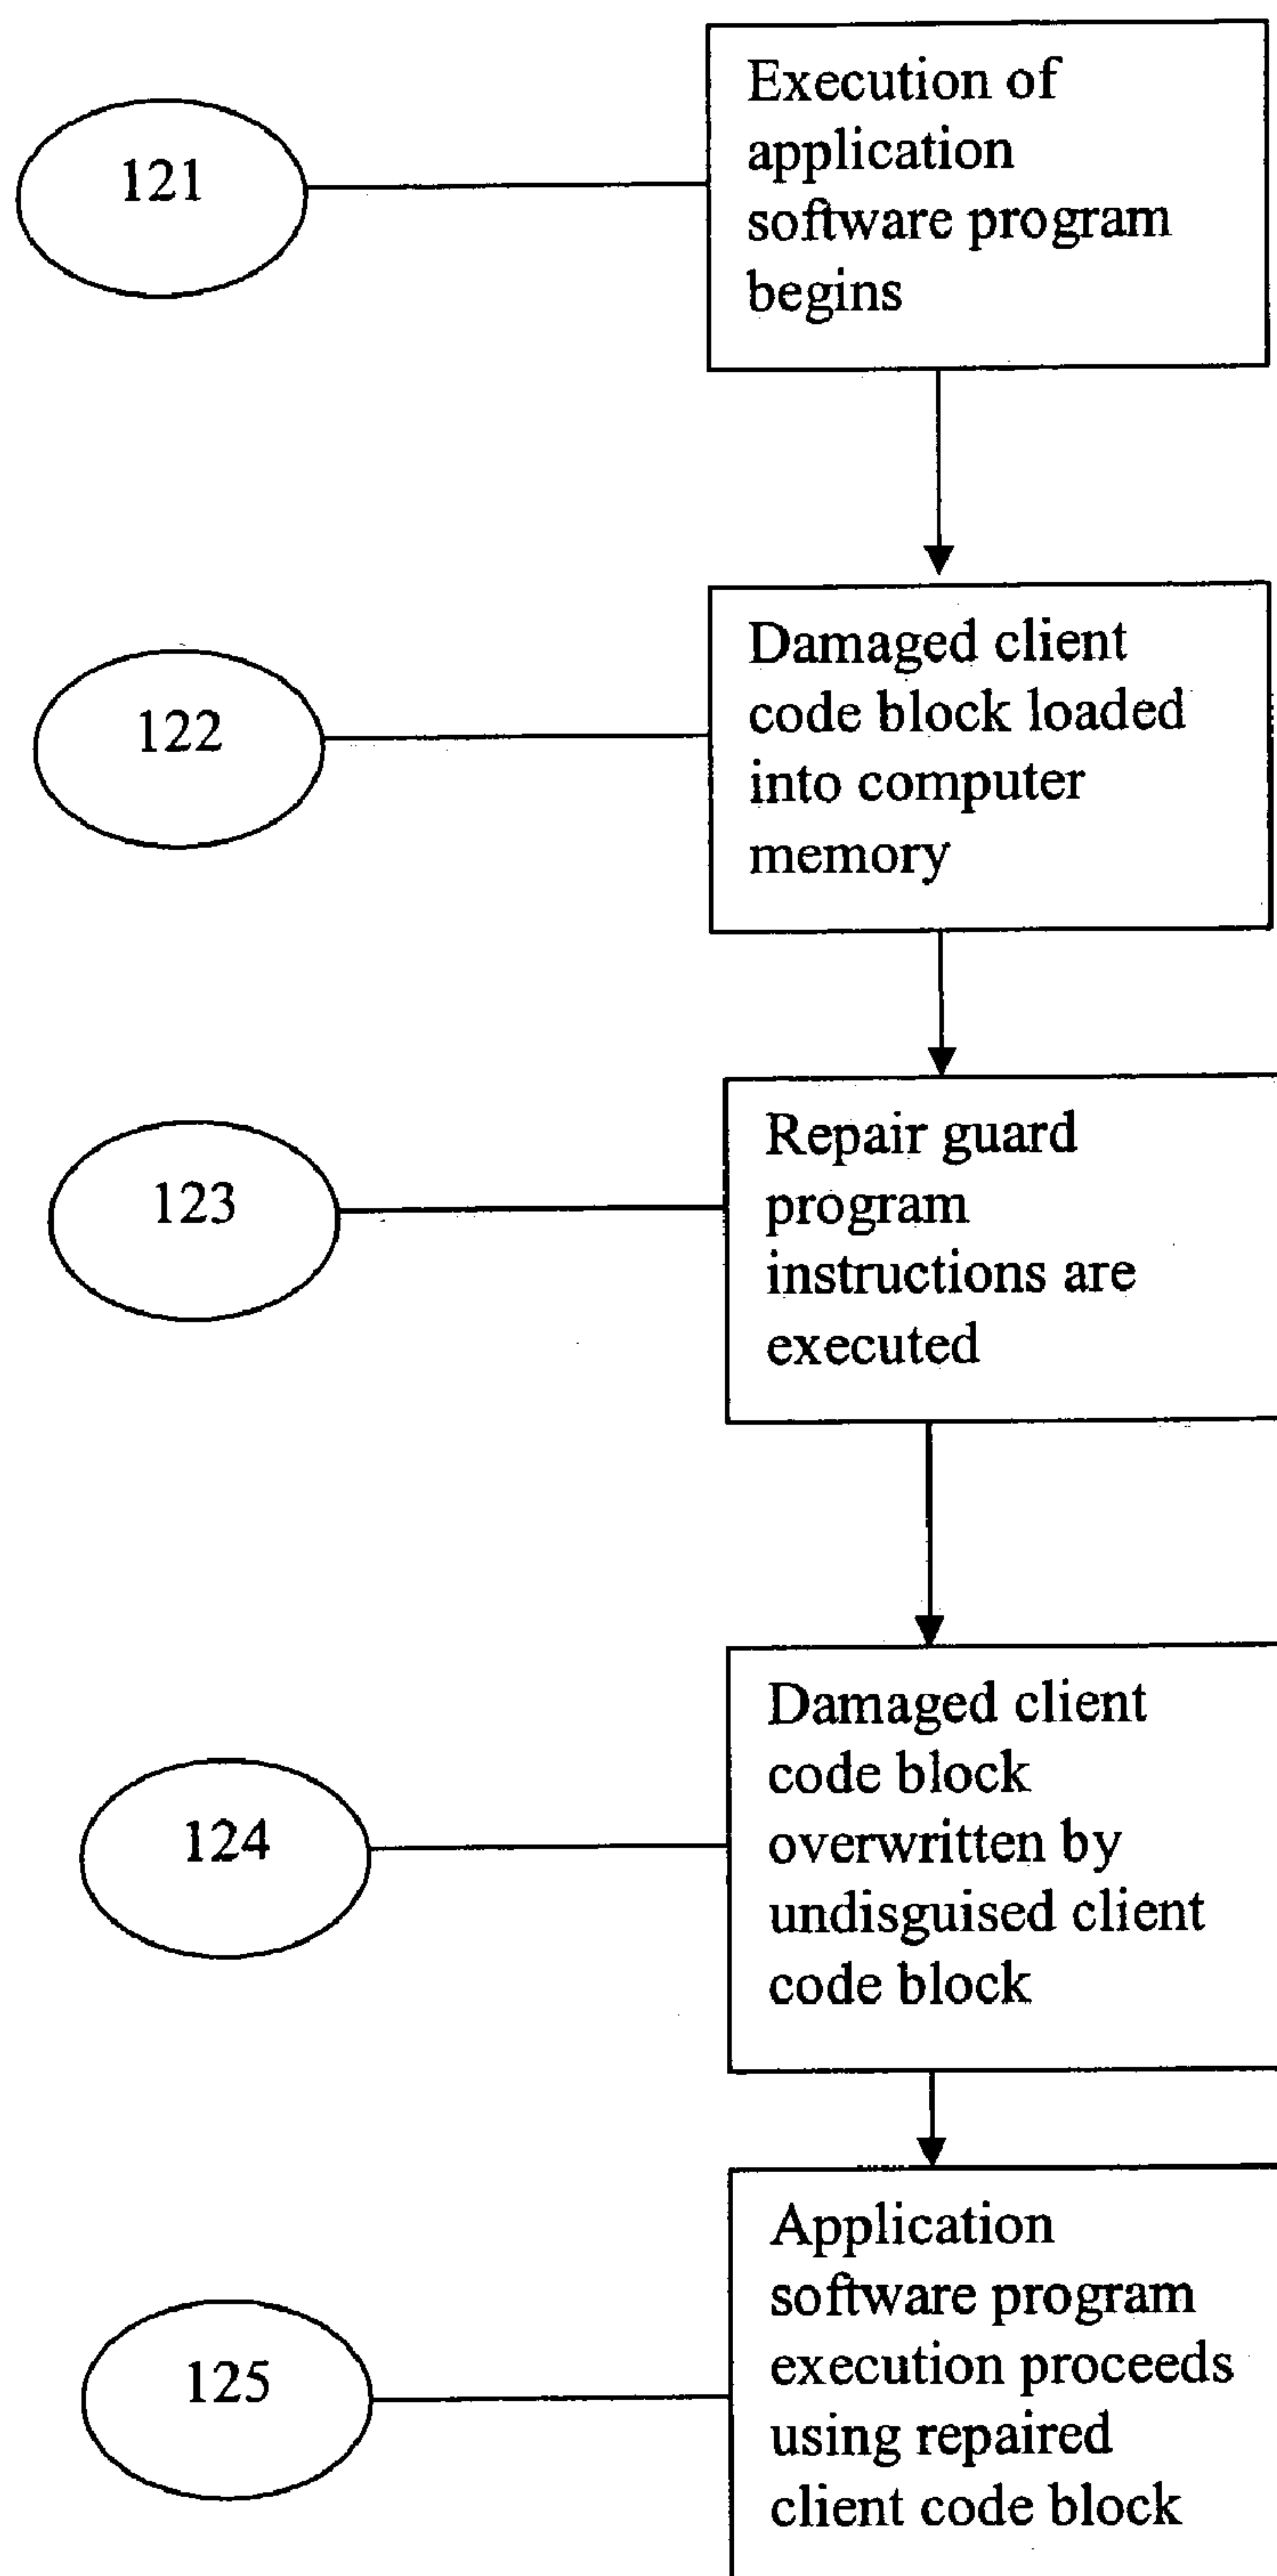 121
Execution of
application
software program
begins
122
Damaged client
code block loaded
into computer
memory
123
Repair guard
program
instructions are
executed
124
Damaged client
code block
overwritten by
undisguised client
code block
125
Application
software program
execution proceeds
using repaired
client code block